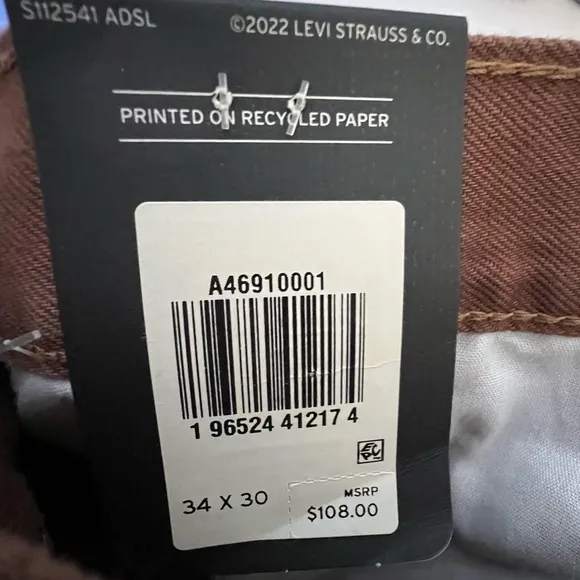 S112541 ADSL
©2022 LEVI STRAUSS & CO.
PRINTED ON RECYCLED PAPER
A46910001
1 96524 41217 4
34 X 30
MSRP
$108.00